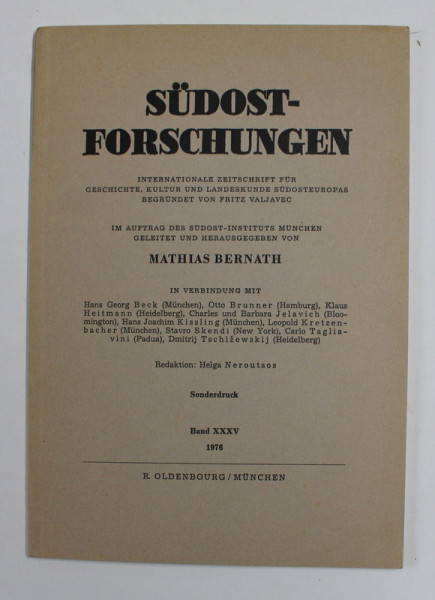 SÜDOST-
FORSCHUNGEN
INTERNATIONALE ZEITSCHRIFT FÜR
GESCHICHTE, KULTUR UND LANDESKUNDE SÜDOSTEUROPAS
BEGRÜNDET VON FRITZ VALJAVEC
IM AUFTRAG DES SÜDOST-INSTITUTS MÜNCHEN
GELEITET UND HERAUSGEGEBEN VON
MATHIAS BERNATH
IN VERBINDUNG MIT
Hans Georg Beck (München), Otto Brunner (Hamburg), Klaus
Heitmann (Heidelberg), Charles und Barbara Jelavich (Bloo-
mington), Hans Joachim Kissling (München), Leopold Kretzen-
bacher (München), Stavro Skendi (New York), Carlo Taglia-
vini (Padua), Dmitrij Tschižewskij (Heidelberg)
Redaktion: Helga Neroutsos
Sonderdruck
Band XXXV
1976
R. OLDENBOURG/MÜNCHEN